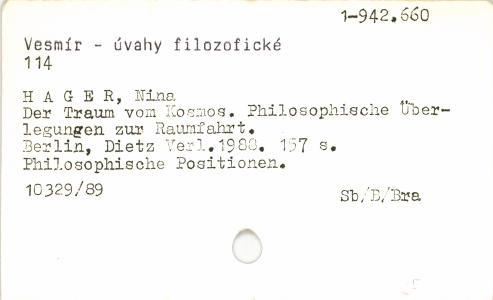 1-942.660
Vesmír - úvahy filozofické
114
H A G E R, Nina
Der Traum vom Kosmos. Philosophische Über-
legungen zur Raumfahrt.
Berlin, Dietz Verl.1988. 157 s.
Philosophische Positionen.
10329/89
Sb/E/Bra